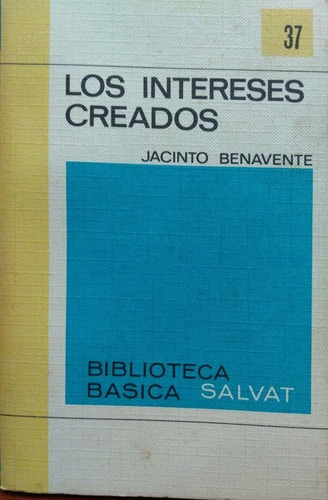 37
LOS INTERESES
CREADOS
JACINTO BENAVENTE
BIBLIOTECA
BASICA SALVAT